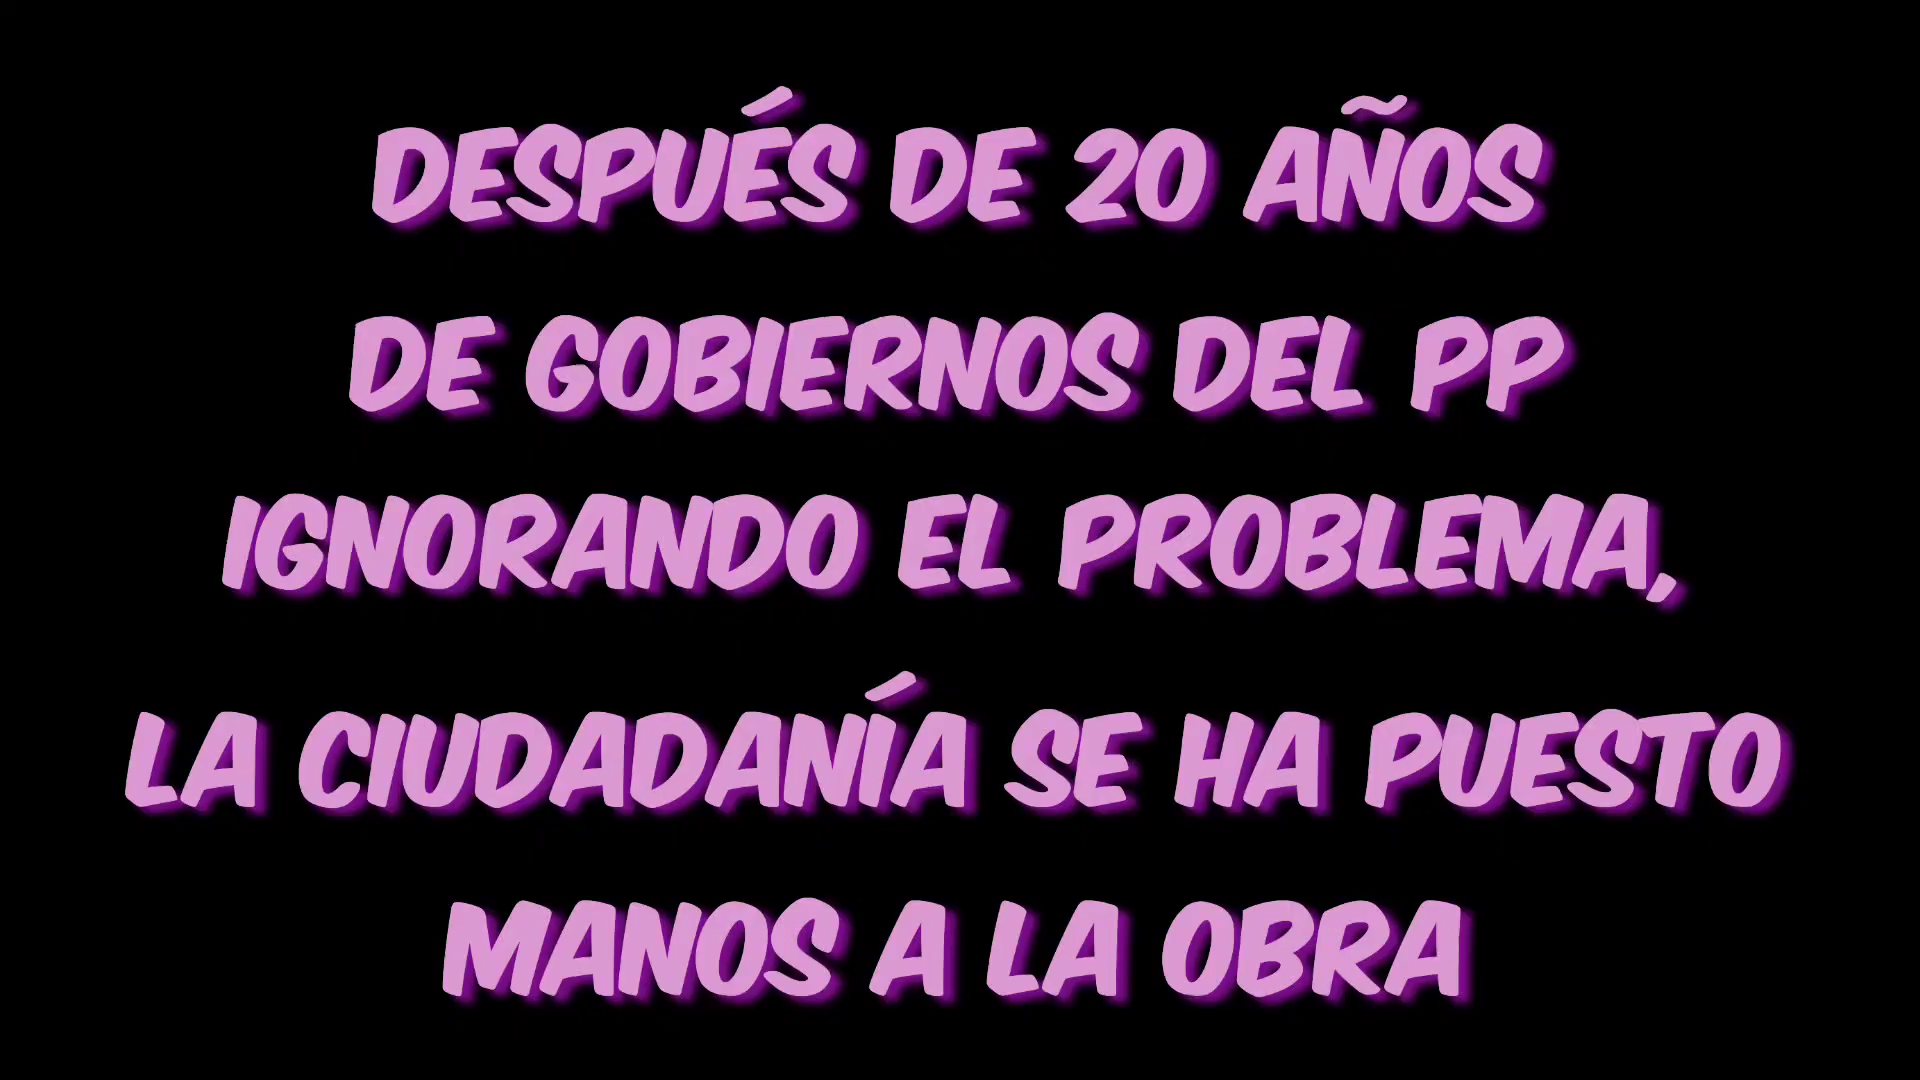 DESPUÉS DE 20 AÑOS
DE GOBIERNOS DEL PP
IGNORANDO EL PROBLEMA,
LA CIUDADANÍA SE HA PUESTO
MANOS A LA OBRA